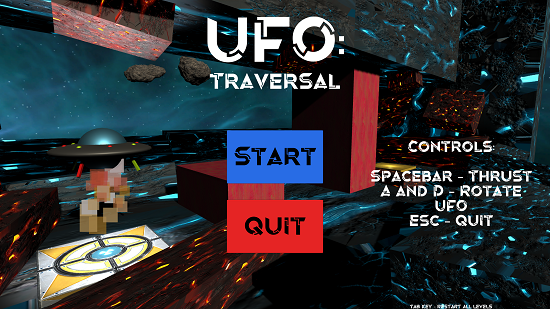 UFO:
TRAVERSAL
START
QUIT
CONTROLS:
SPACEBAR - THRUST
A AND D - ROTATE
UFO
ESC - QUIT
TAB KEY - RESTART ALL LEVELS